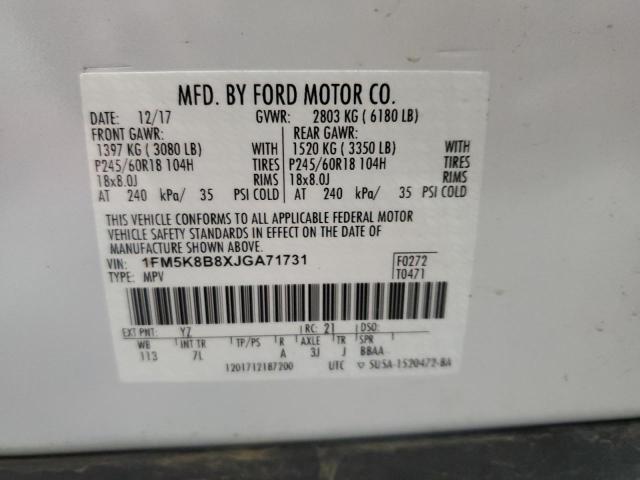 MFD. BY FORD MOTOR CO.
DATE: 12/17 GVWR: 2803 KG ( 6180 LB)
FRONT GAWR: REAR GAWR:
1397 KG ( 3080 LB) WITH 1520 KG ( 3350 LB) WITH
P245/60R18 104H TIRES P245/60R18 104H TIRES
18x8.0J RIMS 18x8.0J RIMS
AT 240 kPa/ 35 PSI COLD AT 240 kPa/ 35 PSI COLD
THIS VEHICLE CONFORMS TO ALL APPLICABLE FEDERAL MOTOR
VEHICLE SAFETY STANDARDS IN EFFECT ON THE DATE OF
MANUFACTURE SHOWN ABOVE.
VIN: 1FM5K8B8XJGA71731 F0272
TYPE: MPV T0471
EXT PNT: YZ RC: 21 DSO:
WB INT TR TP/PS R AXLE TR SPR
113 7L A 3J J BBAA
1201712187200 UTC ▽ SU5A-1520472-BA